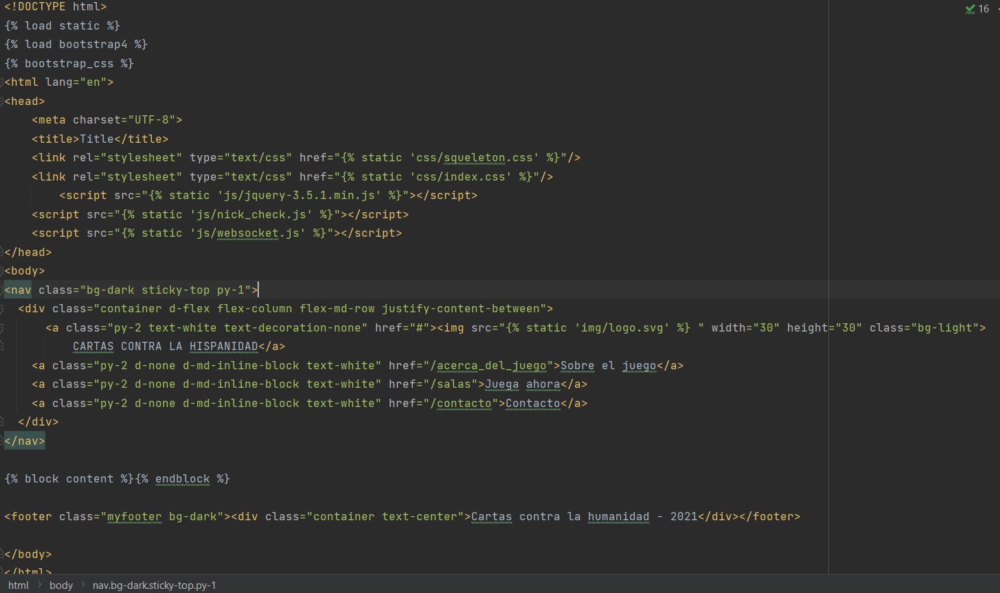 <!DOCTYPE html>
{% load static %}
{% load bootstrap4 %}
{% bootstrap_css %}
<html lang="en">
<head>
    <meta charset="UTF-8">
    <title>Title</title>
    <link rel="stylesheet" type="text/css" href="{% static 'css/squeleton.css' %}"/>
    <link rel="stylesheet" type="text/css" href="{% static 'css/index.css' %}"/>
        <script src="{% static 'js/jquery-3.5.1.min.js' %}"></script>
    <script src="{% static 'js/nick_check.js' %}"></script>
    <script src="{% static 'js/websocket.js' %}"></script>
</head>
<body>
<nav class="bg-dark sticky-top py-1">
  <div class="container d-flex flex-column flex-md-row justify-content-between">
      <a class="py-2 text-white text-decoration-none" href="#"><img src="{% static 'img/logo.svg' %} " width="30" height="30" class="bg-light">
          CARTAS CONTRA LA HISPANIDAD</a>
    <a class="py-2 d-none d-md-inline-block text-white" href="/acerca_del_juego">Sobre el juego</a>
    <a class="py-2 d-none d-md-inline-block text-white" href="/salas">Juega ahora</a>
    <a class="py-2 d-none d-md-inline-block text-white" href="/contacto">Contacto</a>
  </div>
</nav>
{% block content %}{% endblock %}
<footer class="myfooter bg-dark"><div class="container text-center">Cartas contra la humanidad - 2021</div></footer>
</body>
</html>
16
html > body > nav.bg-dark.sticky-top.py-1